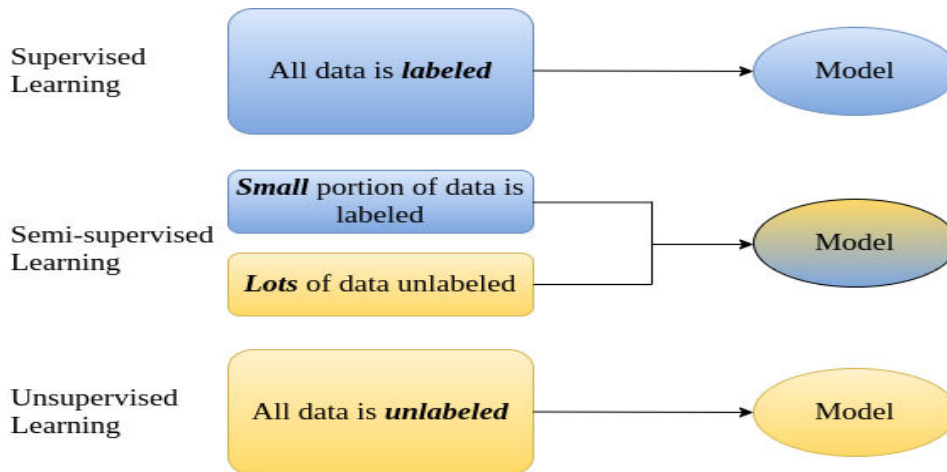 Supervised
Learning
All data is labeled
Model
Semi-supervised
Learning
Small portion of data is
labeled
Lots of data unlabeled
Model
Unsupervised
Learning
All data is unlabeled
Model